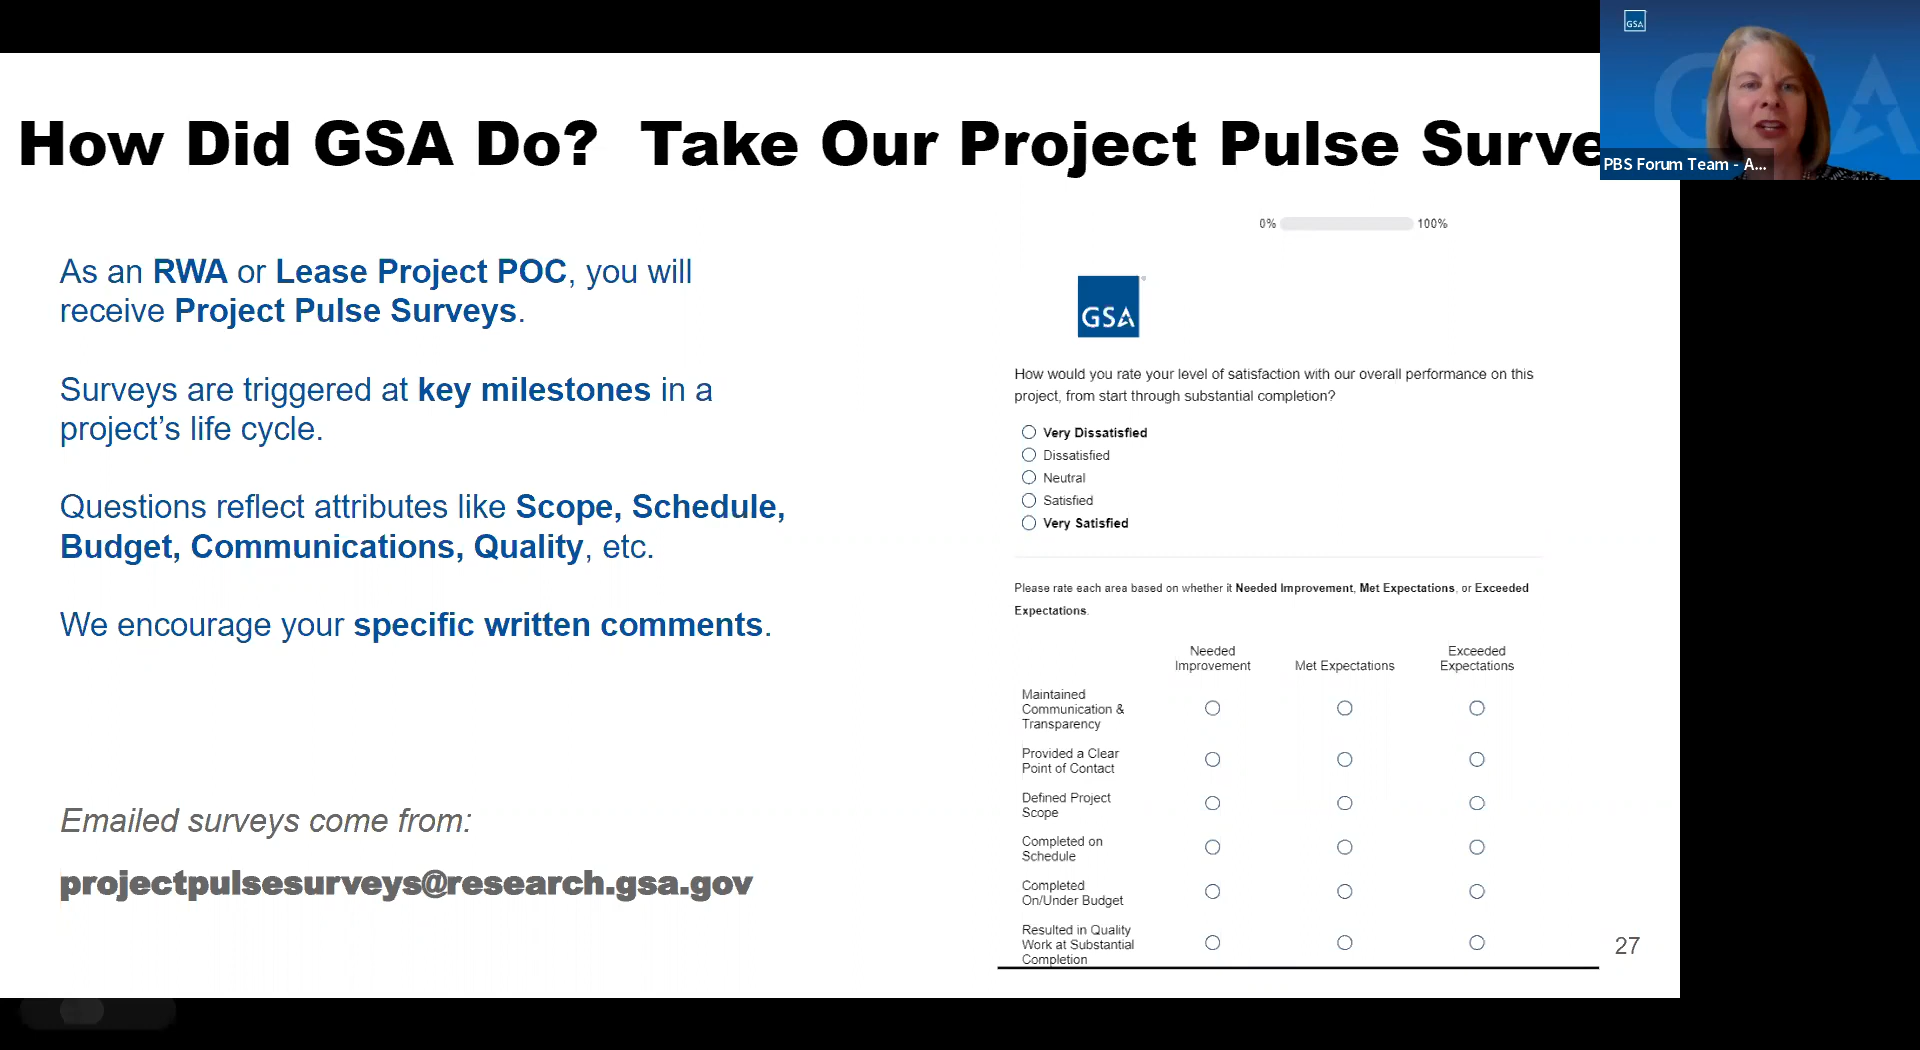 How Did GSA Do? Take Our Project Pulse Surve
GSA
GSA
PBS Forum Team - A...
As an RWA or Lease Project POC, you will
receive Project Pulse Surveys.
Surveys are triggered at key milestones in a
project’s life cycle.
Questions reflect attributes like Scope, Schedule,
Budget, Communications, Quality, etc.
We encourage your specific written comments.
Emailed surveys come from:
projectpulsesurveys@research.gsa.gov
0% 100%
GSA
How would you rate your level of satisfaction with our overall performance on this
project, from start through substantial completion?
Very Dissatisfied
Dissatisfied
Neutral
Satisfied
Very Satisfied
Please rate each area based on whether it Needed Improvement, Met Expectations, or Exceeded
Expectations.
Needed
Improvement
Met Expectations
Exceeded
Expectations
Maintained
Communication &
Transparency
Provided a Clear
Point of Contact
Defined Project
Scope
Completed on
Schedule
Completed
On/Under Budget
Resulted in Quality
Work at Substantial
Completion
27